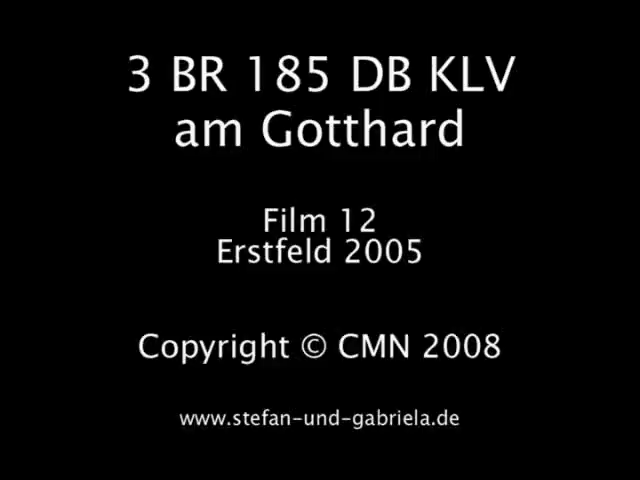 3 BR 185 DB KLV
am Gotthard
Film 12
Erstfeld 2005
Copyright © CMN 2008
www.stefan-und-gabriela.de